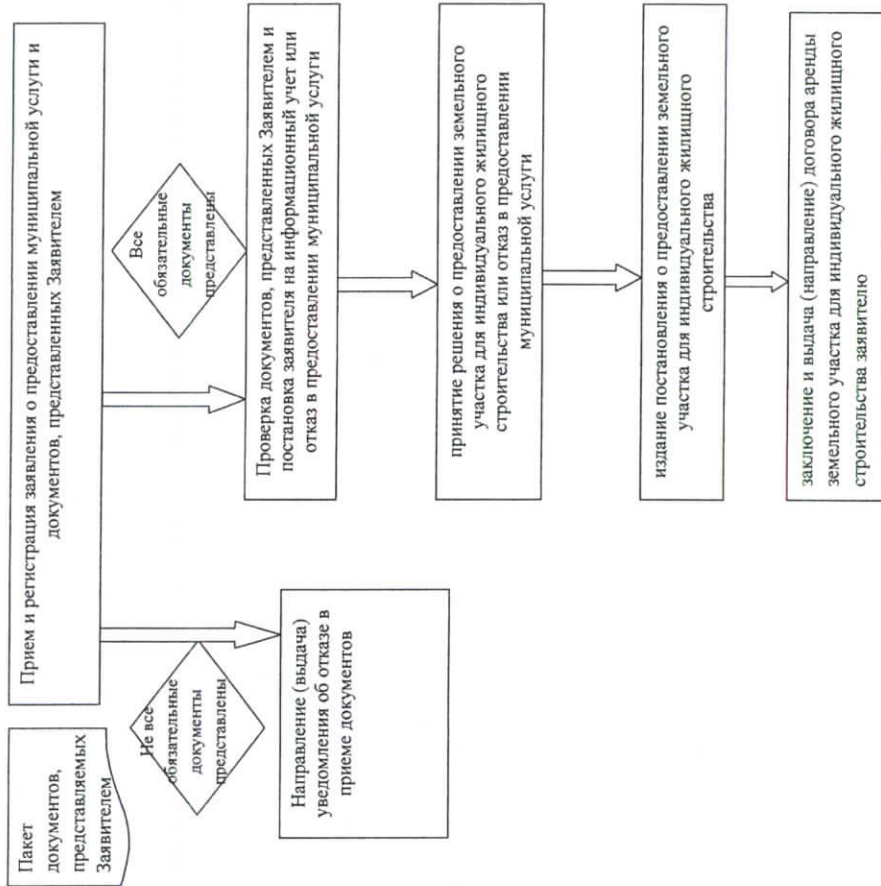 Пакет
документов,
представляемых
Заявителем
Прием и регистрация заявления о предоставлении муниципальной услуги и
документов, представленных Заявителем
Не все
обязательные
документы
представлены
Все
обязательные
документы
представлены
Направление (выдача)
уведомления об отказе в
приеме документов
Проверка документов, представленных Заявителем и
постановка заявителя на информационный учет или
отказ в предоставлении муниципальной услуги
принятие решения о предоставлении земельного
участка для индивидуального жилищного
строительства или отказ в предоставлении
муниципальной услуги
издание постановления о предоставлении земельного
участка для индивидуального жилищного
строительства
заключение и выдача (направление) договора аренды
земельного участка для индивидуального жилищного
строительства заявителю